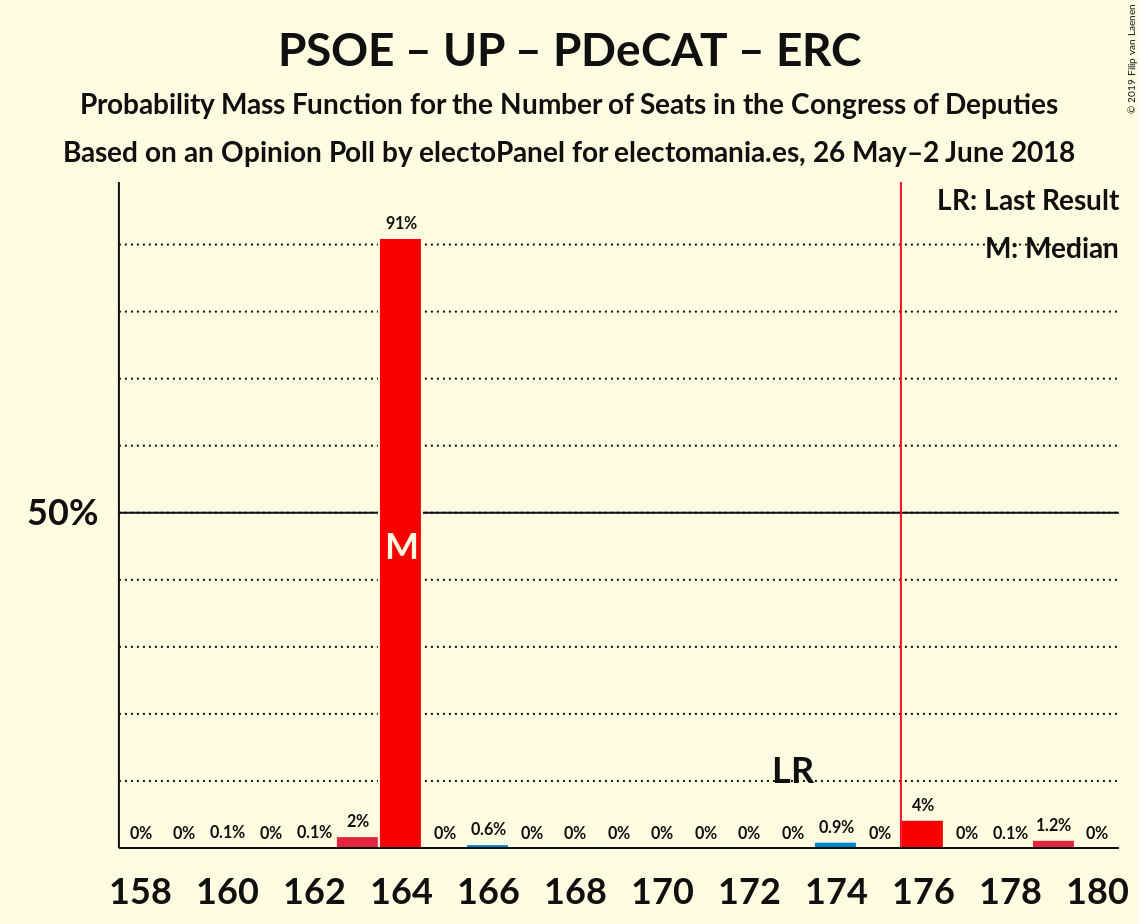 PSOE – UP – PDeCAT – ERC
Probability Mass Function for the Number of Seats in the Congress of Deputies
Based on an Opinion Poll by electoPanel for electomania.es, 26 May–2 June 2018
© 2019 Filip van Laenen
LR: Last Result
M: Median
91%
50%
M
LR
0% 0% 0.1% 0% 0.1% 2% 0% 0.6% 0% 0% 0% 0% 0% 0% 0% 0.9% 0% 4% 0% 0.1% 1.2% 0%
158 160 162 164 166 168 170 172 174 176 178 180